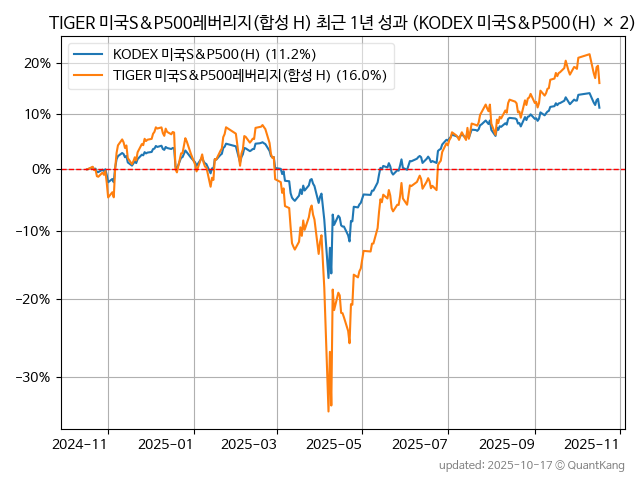 TIGER 미국S&P500레버리지(합성 H) 최근 1년 성과 (KODEX 미국S&P500(H) × 2)
KODEX 미국S&P500(H) (11.2%)
TIGER 미국S&P500레버리지(합성 H) (16.0%)
20%
10%
0%
−10%
−20%
−30%
2024-11 2025-01 2025-03 2025-05 2025-07 2025-09 2025-11
updated: 2025-10-17 © QuantKang